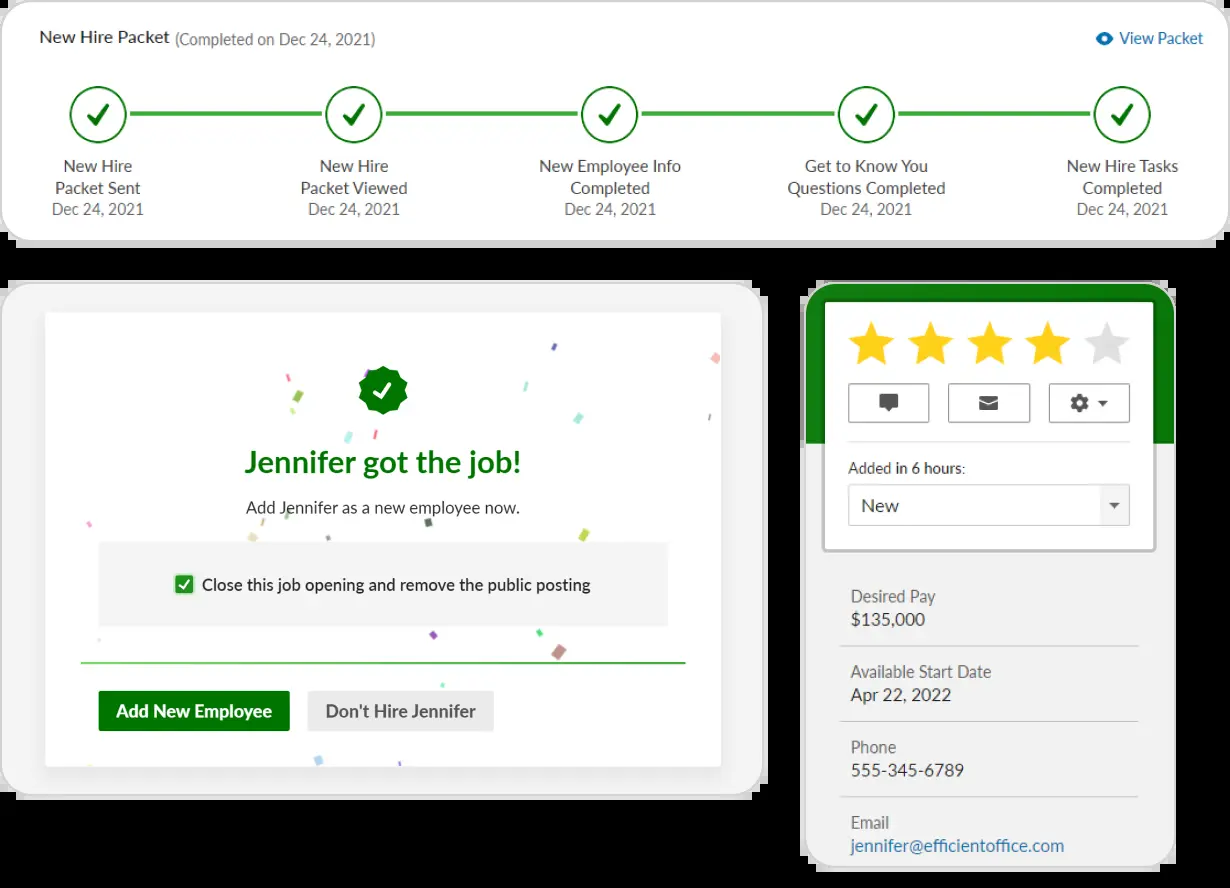 New Hire Packet (Completed on Dec 24, 2021)
View Packet
New Hire
Packet Sent
Dec 24, 2021
New Hire
Packet Viewed
Dec 24, 2021
New Employee Info
Completed
Dec 24, 2021
Get to Know You
Questions Completed
Dec 24, 2021
New Hire Tasks
Completed
Dec 24, 2021
Jennifer got the job!
Add Jennifer as a new employee now.
Close this job opening and remove the public posting
Add New Employee
Don't Hire Jennifer
Added in 6 hours:
New
Desired Pay
$135,000
Available Start Date
Apr 22, 2022
Phone
555-345-6789
Email
jennifer@efficientoffice.com